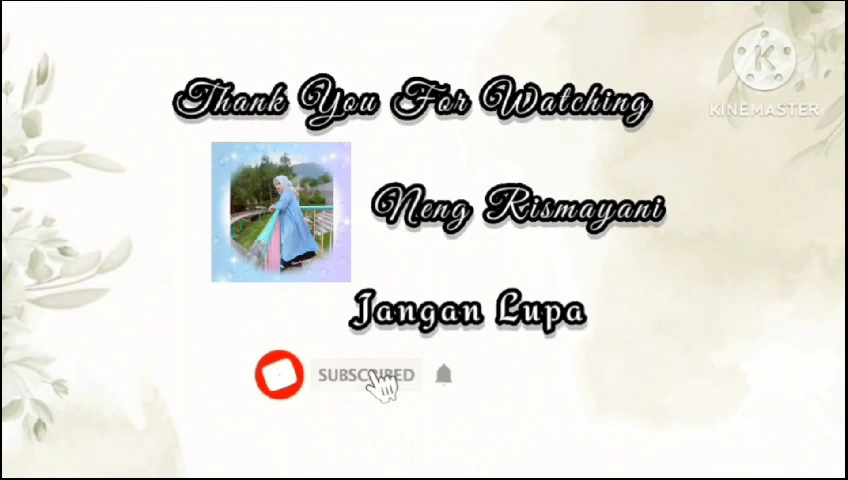 Thank You For Watching
KINEMASTER
Neng Rismayani
Jangan Lupa
SUBSCRIBED